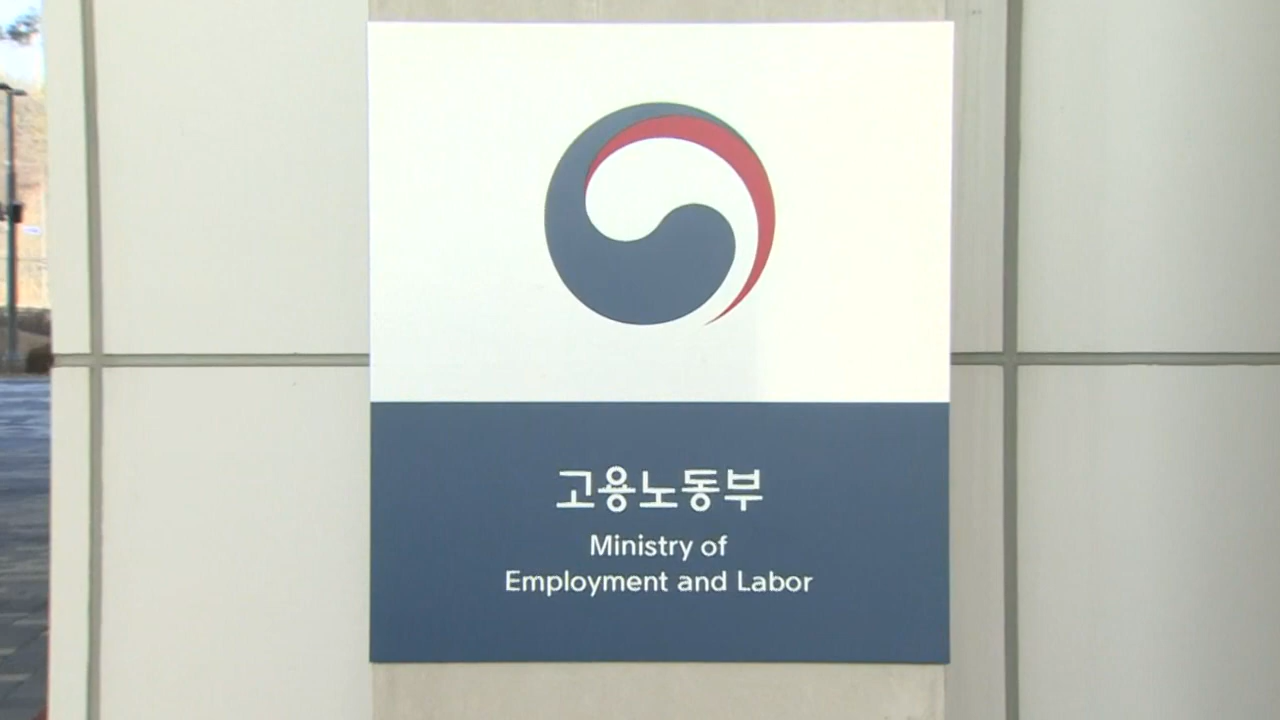 고용노동부
Ministry of
Employment and Labor